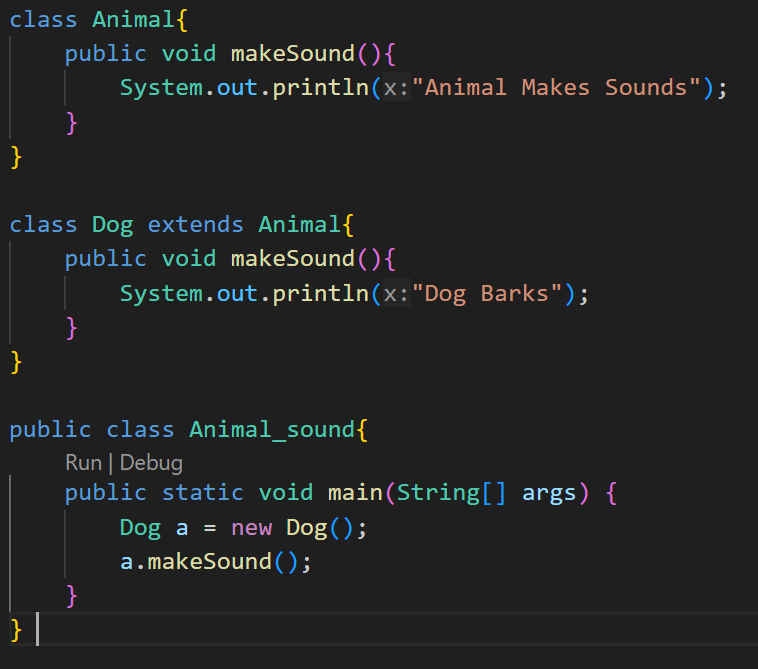 class Animal{
    public void makeSound(){
        System.out.println(x:"Animal Makes Sounds");
    }
}

class Dog extends Animal{
    public void makeSound(){
        System.out.println(x:"Dog Barks");
    }
}

public class Animal_sound{
    Run | Debug
    public static void main(String[] args) {
        Dog a = new Dog();
        a.makeSound();
    }
}